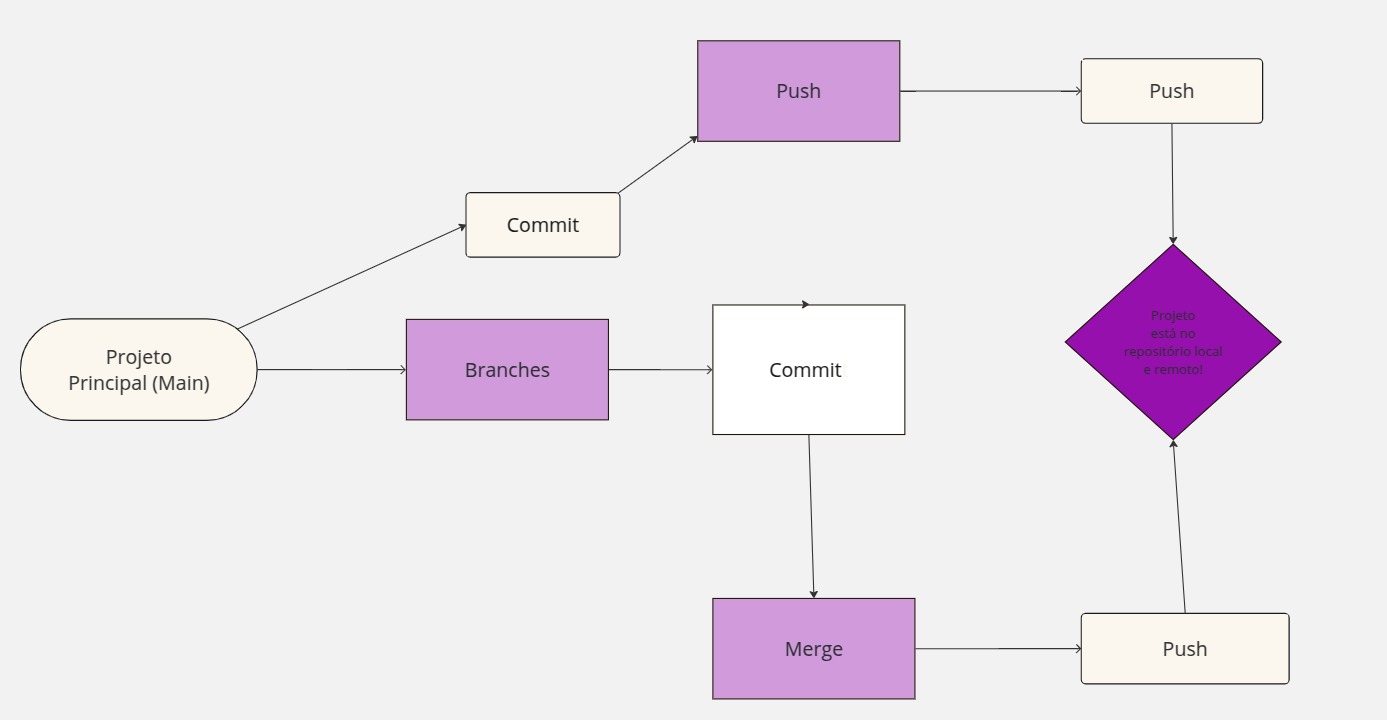 Push
Push
Commit
Projeto
Principal (Main)
Branches
Commit
Projeto
está no
repositório local
e remoto!
Merge
Push